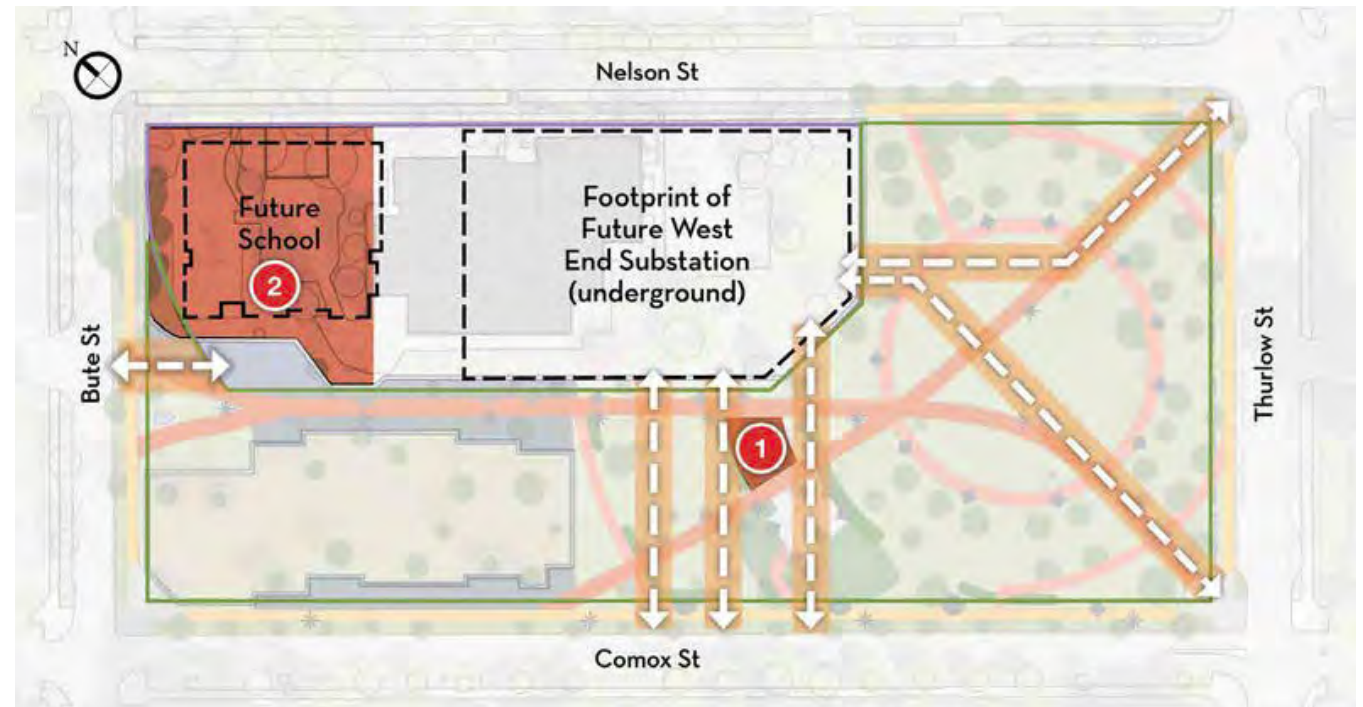 N
Nelson St
Future
School
2
Footprint of
Future West
End Substation
(underground)
Bute St
Thurlow St
1
Comox St